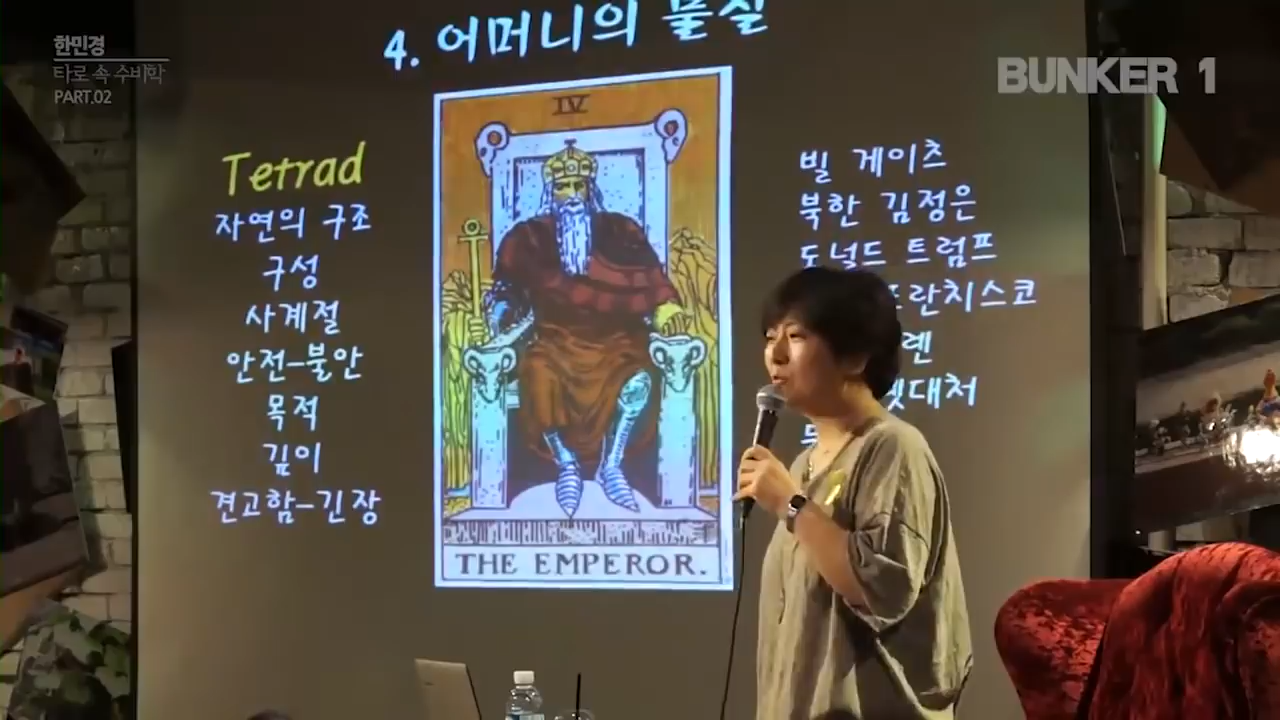 한민경
타로 속 수비학
PART.02
BUNKER 1
4. 어머니의 물질
Tetrad
자연의 구조
구성
사계절
안전-불안
목적
깊이
견고함-긴장
IV
THE EMPEROR.
빌 게이츠
북한 김정은
도널드 트럼프
프란치스코
렌
대처